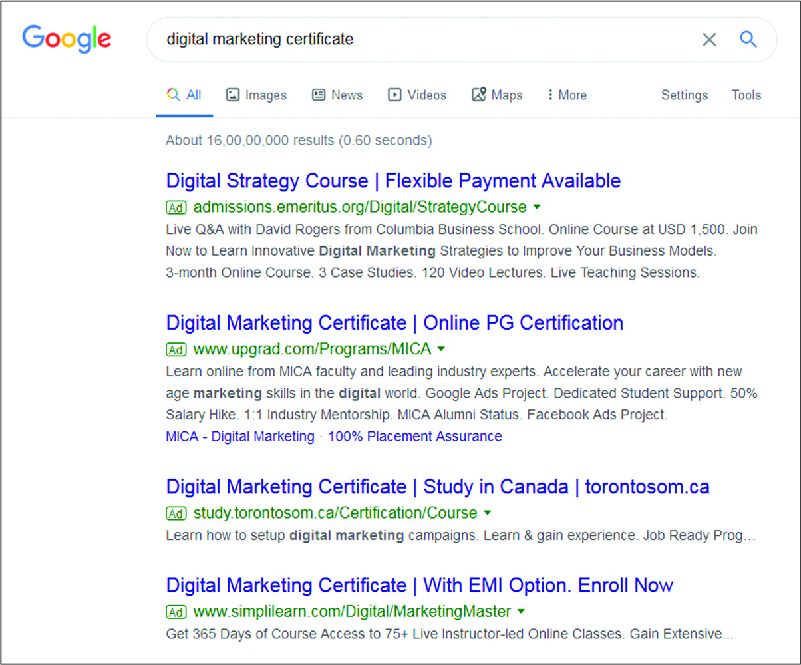 Google
digital marketing certificate
All Images News Videos Maps More Settings Tools
About 16,00,00,000 results (0.60 seconds)
Digital Strategy Course | Flexible Payment Available
Ad admissions.emeritus.org/Digital/StrategyCourse
Live Q&A with David Rogers from Columbia Business School. Online Course at USD 1,500. Join
Now to Learn Innovative Digital Marketing Strategies to Improve Your Business Models.
3-month Online Course. 3 Case Studies. 120 Video Lectures. Live Teaching Sessions.
Digital Marketing Certificate | Online PG Certification
Ad www.upgrad.com/Programs/MICA
Learn online from MICA faculty and leading industry experts. Accelerate your career with new
age marketing skills in the digital world. Google Ads Project. Dedicated Student Support. 50%
Salary Hike. 1:1 Industry Mentorship. MICA Alumni Status. Facebook Ads Project.
MICA - Digital Marketing · 100% Placement Assurance
Digital Marketing Certificate | Study in Canada | torontosom.ca
Ad study.torontosom.ca/Certification/Course
Learn how to setup digital marketing campaigns. Learn & gain experience. Job Ready Prog...
Digital Marketing Certificate | With EMI Option. Enroll Now
Ad www.simplilearn.com/Digital/MarketingMaster
Get 365 Days of Course Access to 75+ Live Instructor-led Online Classes. Gain Extensive...